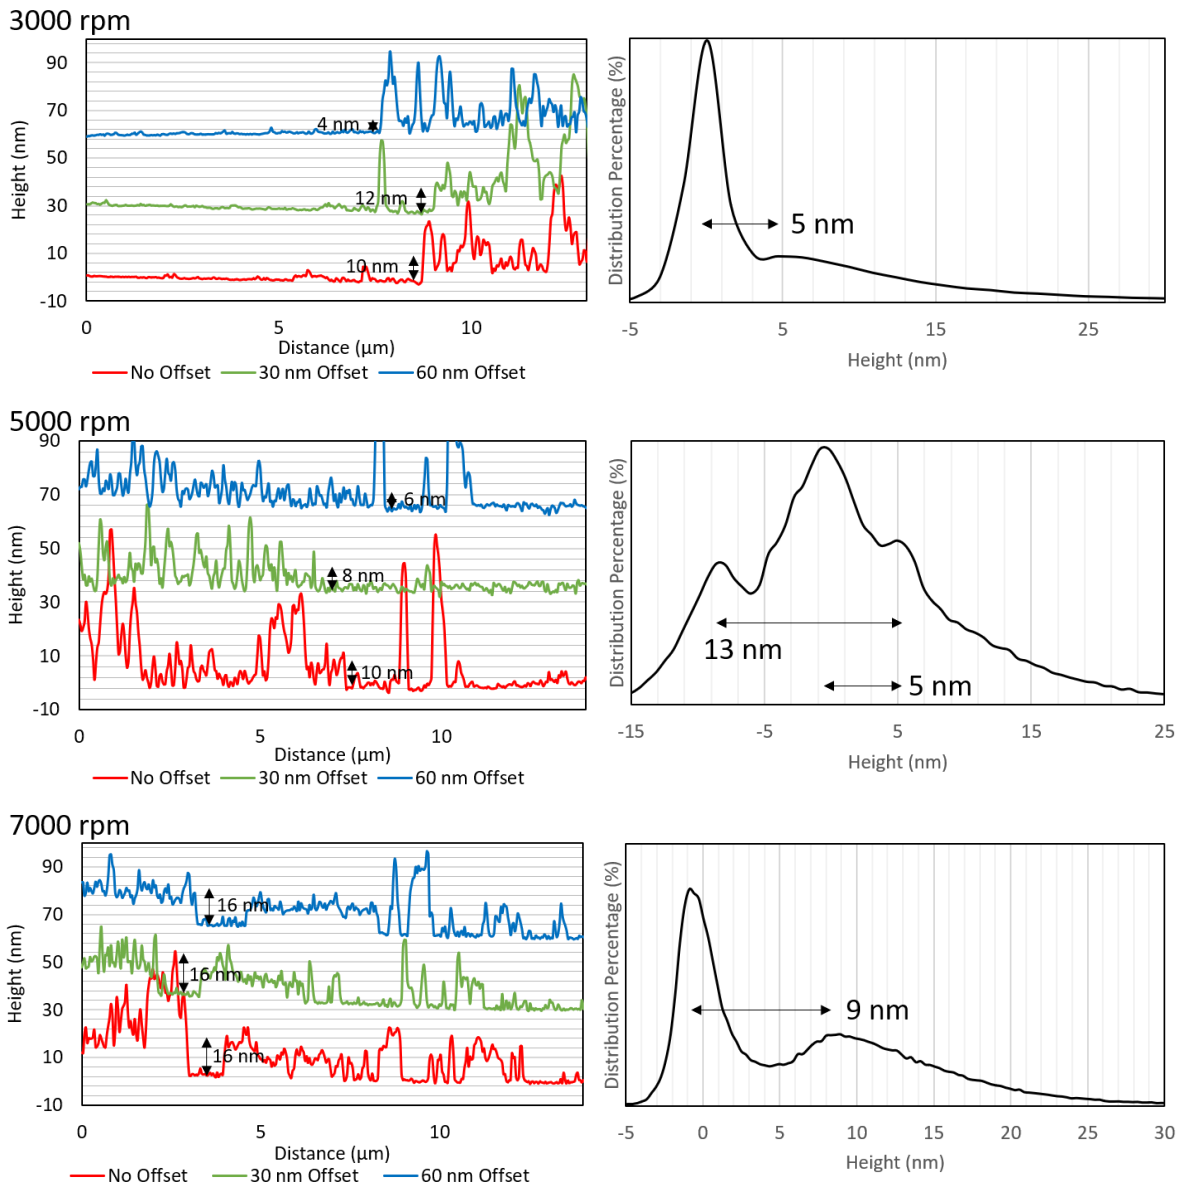 3000 rpm
90
70
50
30
10
-10
Height (nm)
4 nm
12 nm
10 nm
0 5 10
Distance (µm)
No Offset 30 nm Offset 60 nm Offset
Distribution Percentage (%)
5 nm
-5 5 15 25
Height (nm)
5000 rpm
90
70
50
30
10
-10
Height (nm)
6 nm
8 nm
10 nm
0 5 10
Distance (µm)
No Offset 30 nm Offset 60 nm Offset
Distribution Percentage (%)
13 nm
5 nm
-15 -5 5 15 25
Height (nm)
7000 rpm
90
70
50
30
10
-10
Height (nm)
16 nm
16 nm
16 nm
0 5 10
Distance (µm)
No Offset 30 nm Offset 60 nm Offset
Distribution Percentage (%)
9 nm
-5 0 5 10 15 20 25 30
Height (nm)